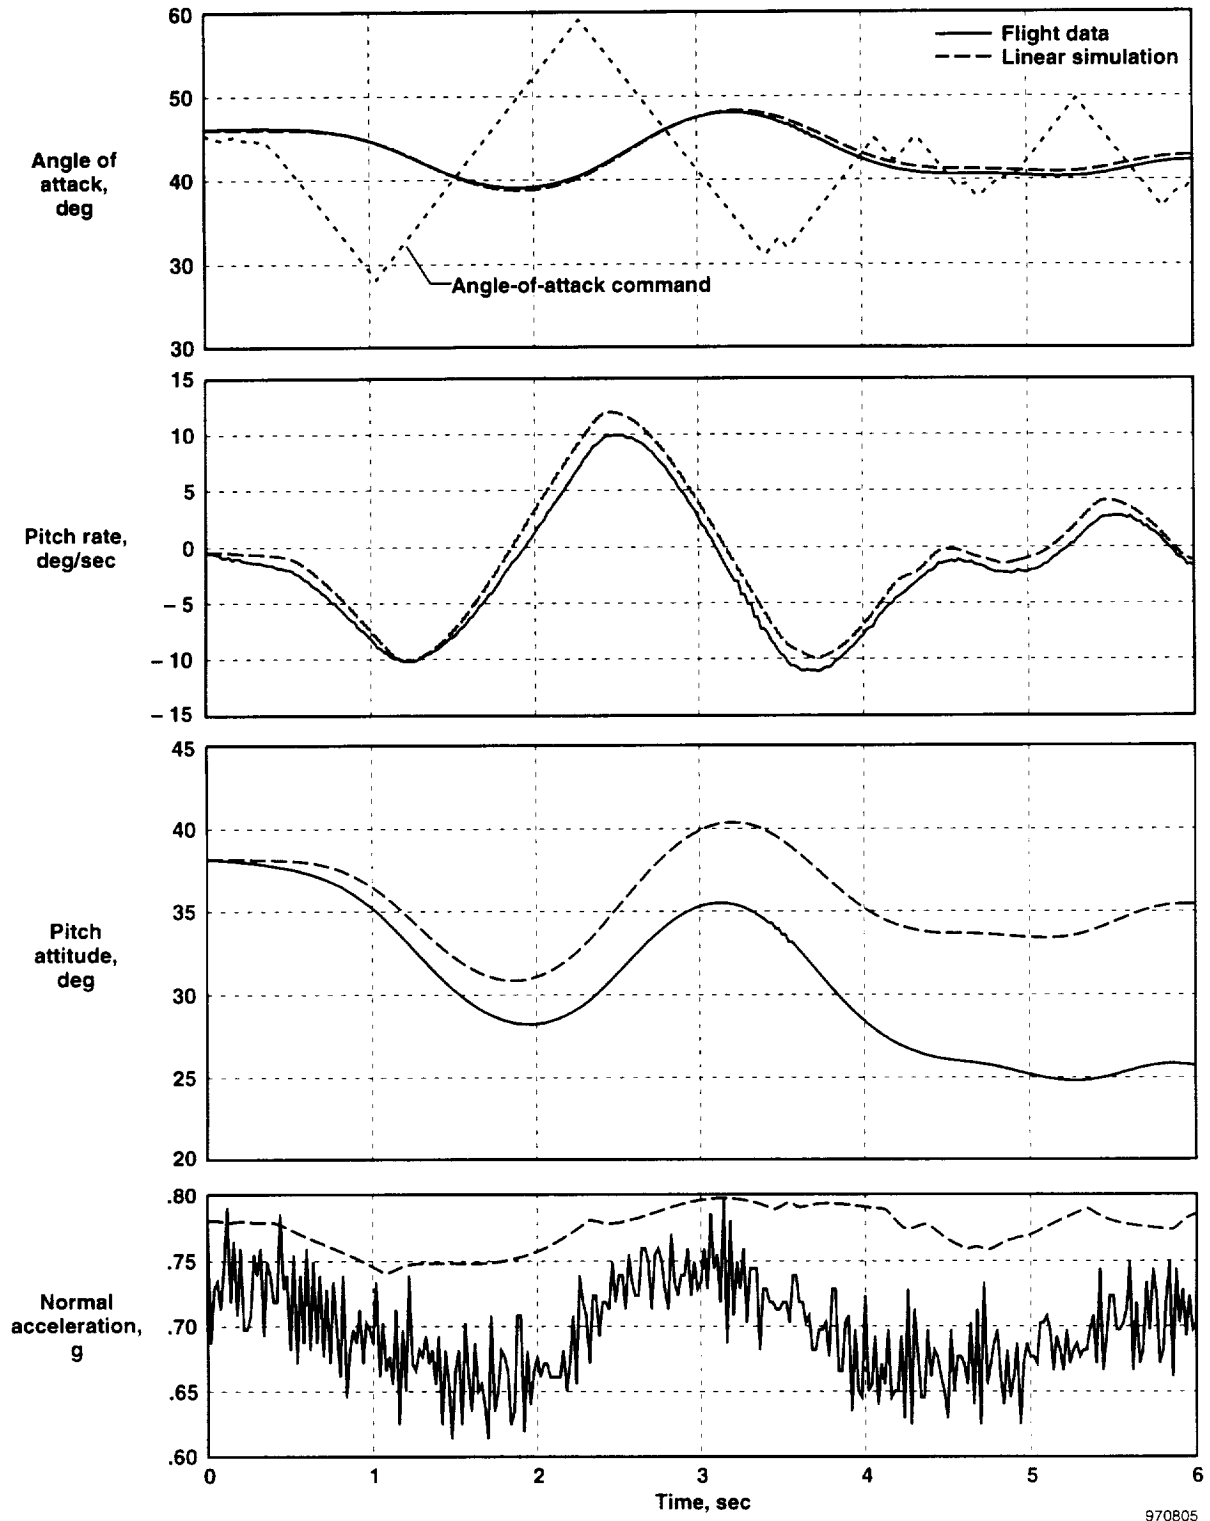 60
Flight data
Linear simulation
50
Angle of
attack,
deg
40
30
Angle-of-attack command
30
15
10
5
Pitch rate,
deg/sec
0
– 5
– 10
– 15
45
40
35
Pitch
attitude,
deg
30
25
20
.80
.75
Normal
acceleration,
g
.70
.65
.60
0 1 2 3 4 5 6
Time, sec
970805